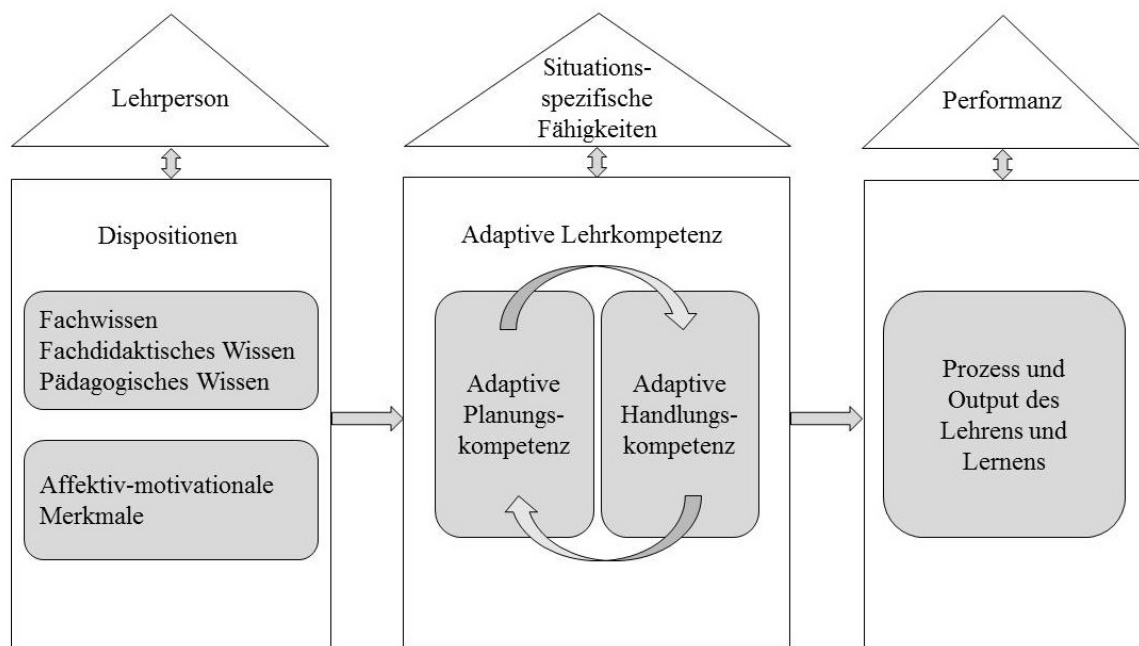 Lehrperson
Situations-
spezifische
Fähigkeiten
Performanz
Dispositionen
Fachwissen
Fachdidaktisches Wissen
Pädagogisches Wissen
Affektiv-motivationale
Merkmale
Adaptive Lehrkompetenz
Adaptive
Planungs-
kompetenz
Adaptive
Handlungs-
kompetenz
Prozess und
Output des
Lehrens und
Lernens